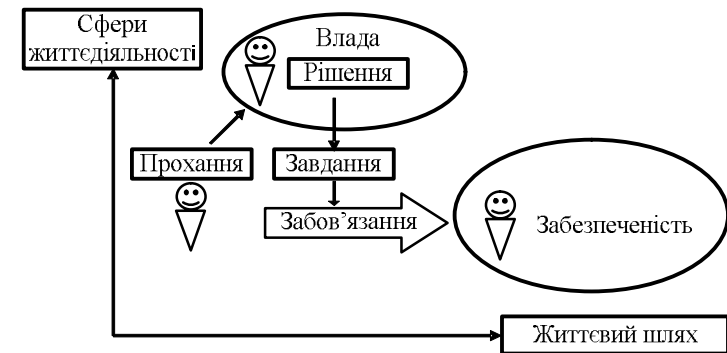 Сфери
життєдіяльності
Влада
Рішення
Прохання
Завдання
Забов’язання
Забезпеченість
Життєвий шлях